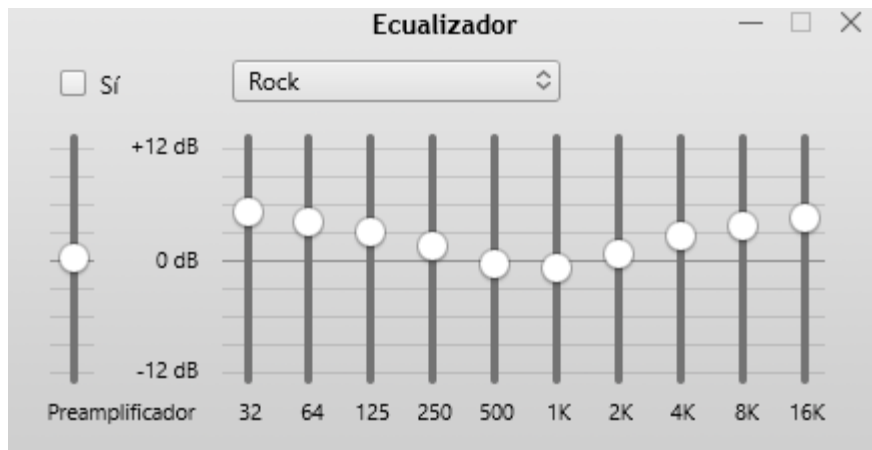 Ecualizador
Sí
Rock
+12 dB
0 dB
-12 dB
Preamplificador 32 64 125 250 500 1K 2K 4K 8K 16K